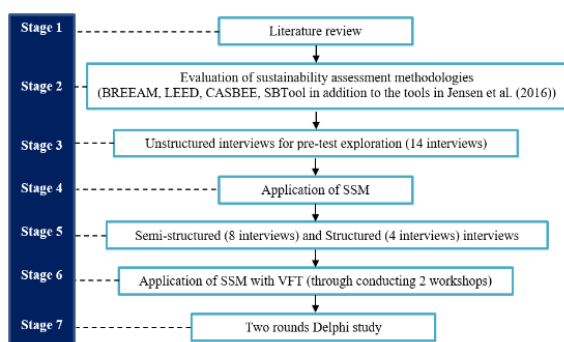 Stage 1
Literature review
Stage 2
Evaluation of sustainability assessment methodologies
(BREEAM, LEED, CASBEE, SBTool in addition to the tools in Jensen et al. (2016))
Stage 3
Unstructured interviews for pre-test exploration (14 interviews)
Stage 4
Application of SSM
Stage 5
Semi-structured (8 interviews) and Structured (4 interviews) interviews
Stage 6
Application of SSM with VFT (through conducting 2 workshops)
Stage 7
Two rounds Delphi study